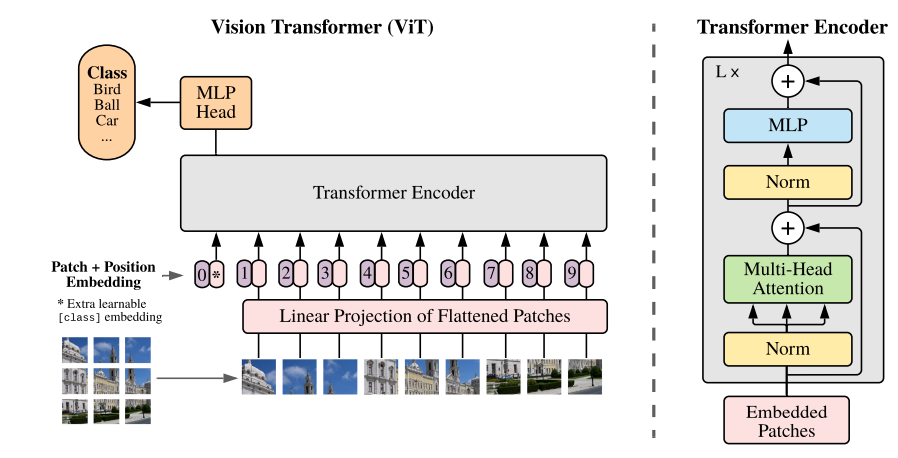 Vision Transformer (ViT)
Class
Bird
Ball
Car
...
MLP
Head
Transformer Encoder
Patch + Position
Embedding
* Extra learnable
[class] embedding
0 * 1 2 3 4 5 6 7 8 9
Linear Projection of Flattened Patches
Transformer Encoder
L x
+
MLP
Norm
+
Multi-Head
Attention
Norm
Embedded
Patches